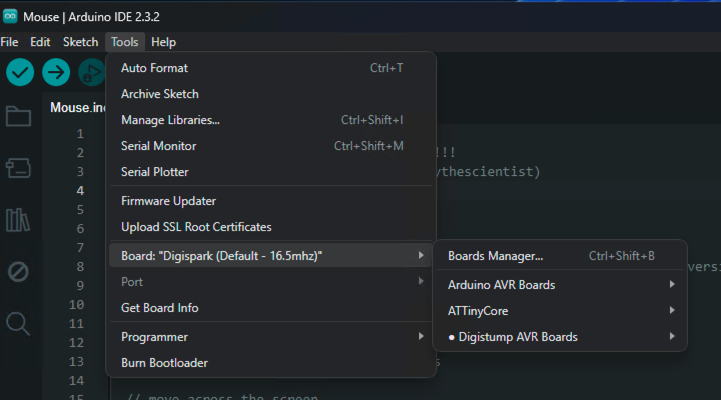 Mouse | Arduino IDE 2.3.2
File Edit Sketch Tools Help
Auto Format Ctrl+T
Archive Sketch
Mouse.in
Manage Libraries... Ctrl+Shift+I
1
Serial Monitor Ctrl+Shift+M
2 !!!
Serial Plotter
3 ythescientist)
4
Firmware Updater
5
Upload SSL Root Certificates
6
Board: "Digispark (Default - 16.5mhz)"
7
Boards Manager... Ctrl+Shift+B
8 versi
Port
Arduino AVR Boards
9
Get Board Info
10
ATTinyCore
11
Programmer
● Digistump AVR Boards
12
Burn Bootloader
13 s
14
15 // move across the screen